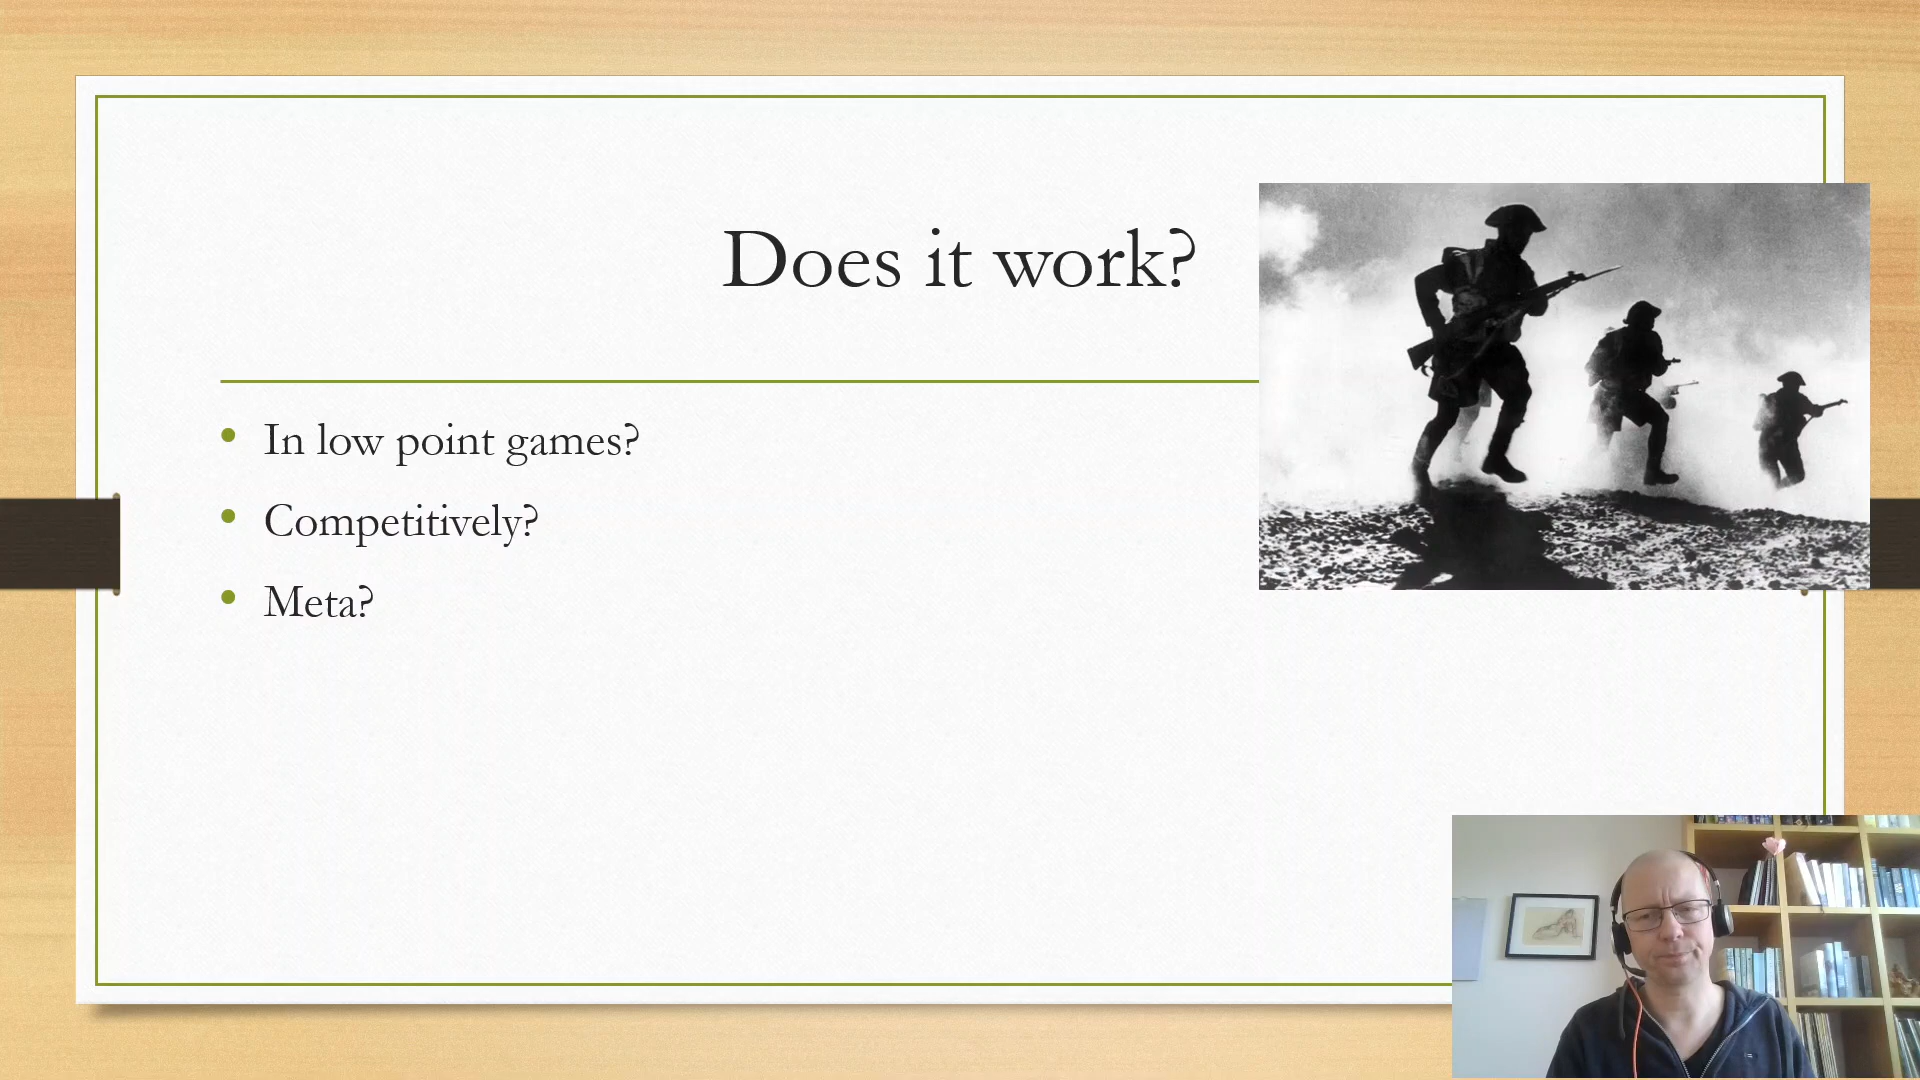 Does it work?
In low point games?
Competitively?
Meta?